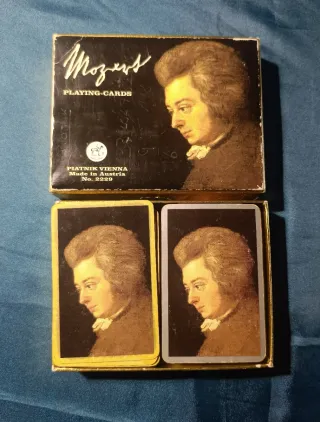 Mozart
PLAYING-CARDS
PIATNIK VIENNA
Made in Austria
No. 2229